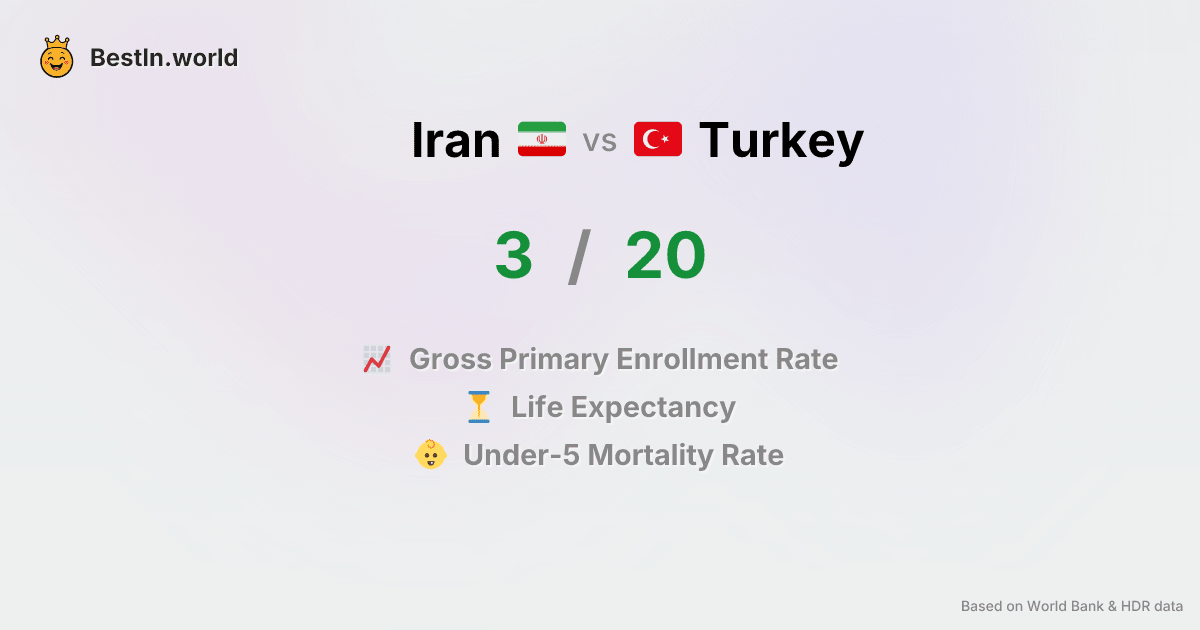 BestIn.world
Iran vs Turkey
3 / 20
Gross Primary Enrollment Rate
Life Expectancy
Under-5 Mortality Rate
Based on World Bank & HDR data